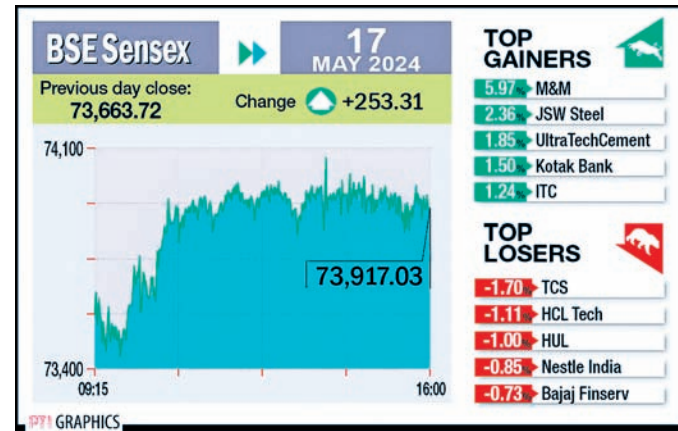 BSE Sensex
17
MAY 2024
Previous day close:
73,663.72
Change +253.31
74,100
73,917.03
73,400
09:15
16:00
TOP
GAINERS
5.97% M&M
2.36% JSW Steel
1.85% UltraTechCement
1.50% Kotak Bank
1.24% ITC
TOP
LOSERS
-1.70% TCS
-1.11% HCL Tech
-1.00% HUL
-0.85% Nestle India
-0.73% Bajaj Finserv
PTI GRAPHICS